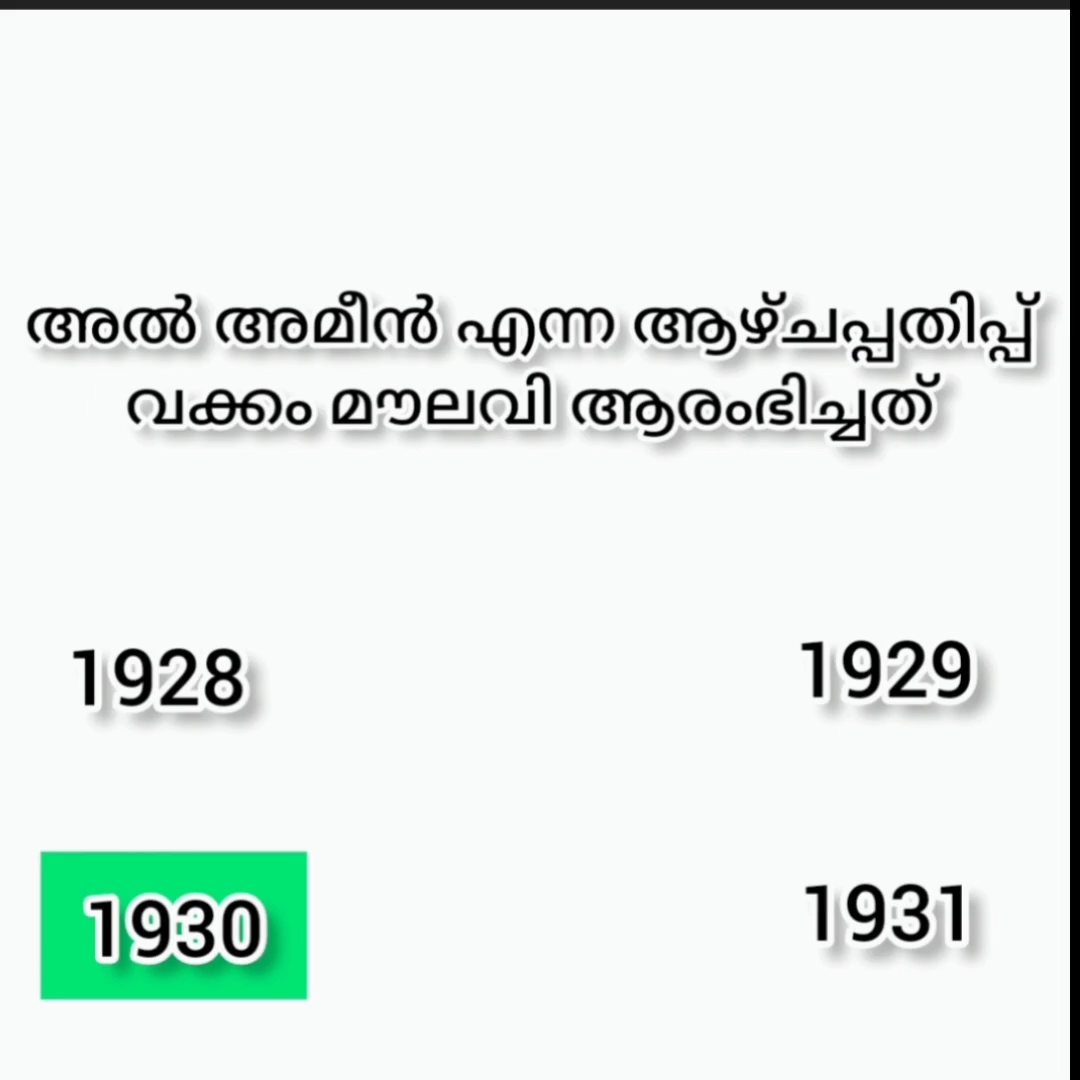 അൽ അമീൻ എന്ന ആഴ്ചപ്പതിപ്പ്
വക്കം മൗലവി ആരംഭിച്ചത്
1928
1929
1930
1931